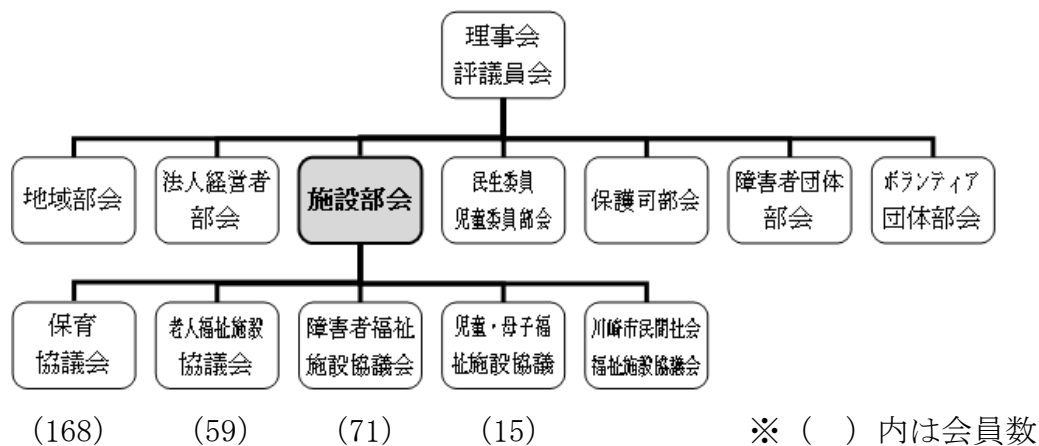 理事会
評議員会
地域部会
法人経営者
部会
施設部会
民生委員
児童委員部会
保護司部会
障害者団体
部会
ボランティア
団体部会
保育
協議会
老人福祉施設
協議会
障害者福祉
施設協議会
児童・母子福
祉施設協議
川崎市民間社会
福祉施設協議会
(168) (59) (71) (15) ※ ( ) 内は会員数